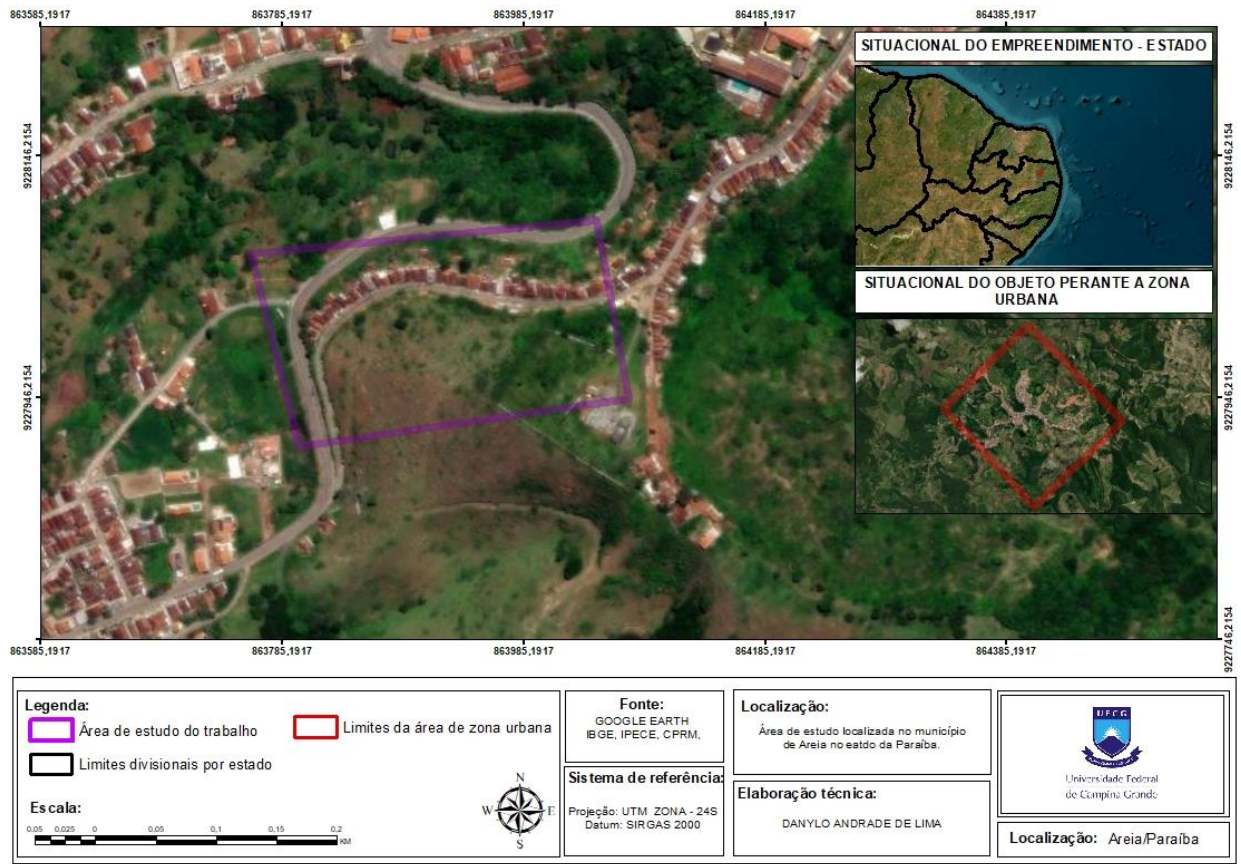 863585,1917 863785,1917 863985,1917 864185,1917 864385,1917
SITUACIONAL DO EMPREENDIMENTO - ESTADO
9228146,2154
9228146,2154
SITUACIONAL DO OBJETO PERANTE A ZONA
URBANA
9227946,2154
9227946,2154
9227746,2154
863585,1917 863785,1917 863985,1917 864185,1917 864385,1917
Legenda:
Área de estudo do trabalho
Limites da área de zona urbana
Limites divisionais por estado
Escala:
0,05 0,025 0 0,05 0,1 0,15 0,2
KM
N
W E
S
Fonte:
GOOGLE EARTH
IBGE, IPECE, CPRM,
Sistema de referência:
Projeção: UTM ZONA - 24S
Datum: SIRGAS 2000
Localização:
Área de estudo localizada no município
de Areia no eatdo da Paraíba.
Elaboração técnica:
DANYLO ANDRADE DE LIMA
UFCG
Universidade Federal
de Campina Grande
Localização: Areia/Paraíba